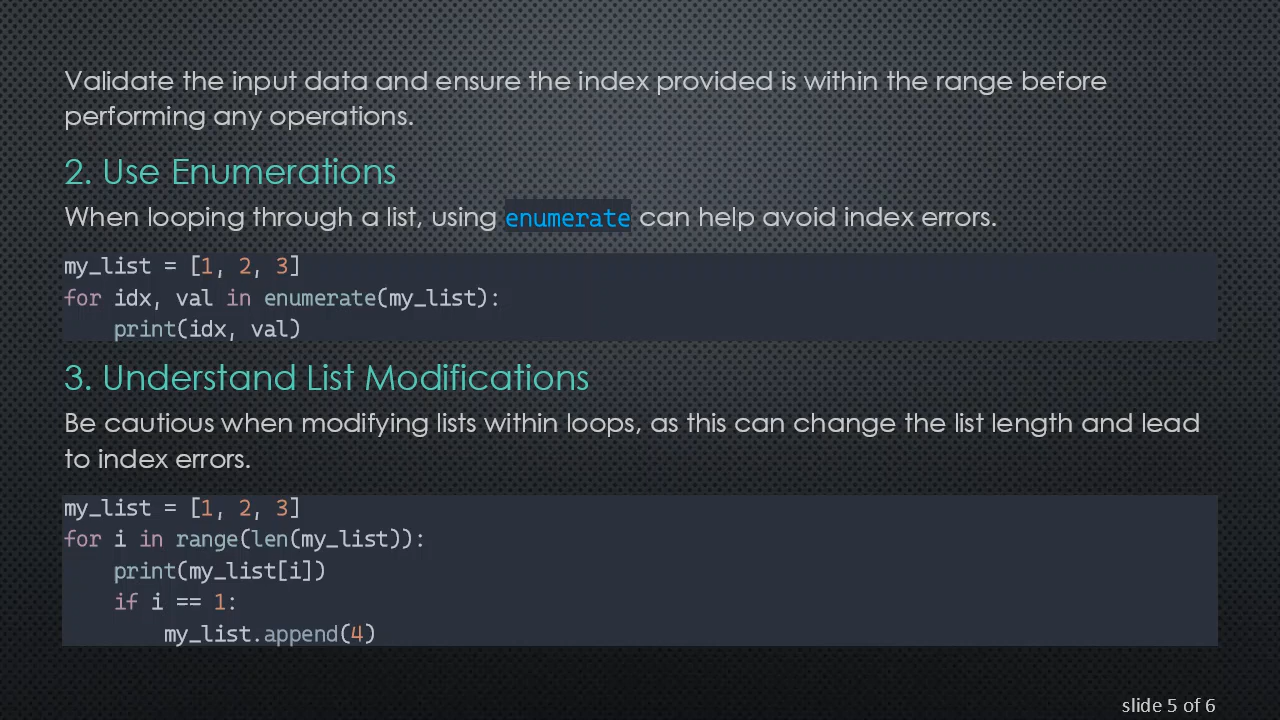 Validate the input data and ensure the index provided is within the range before
performing any operations.
2. Use Enumerations
When looping through a list, using enumerate can help avoid index errors.
my_list = [1, 2, 3]
for idx, val in enumerate(my_list):
    print(idx, val)
3. Understand List Modifications
Be cautious when modifying lists within loops, as this can change the list length and lead
to index errors.
my_list = [1, 2, 3]
for i in range(len(my_list)):
    print(my_list[i])
    if i == 1:
        my_list.append(4)
slide 5 of 6